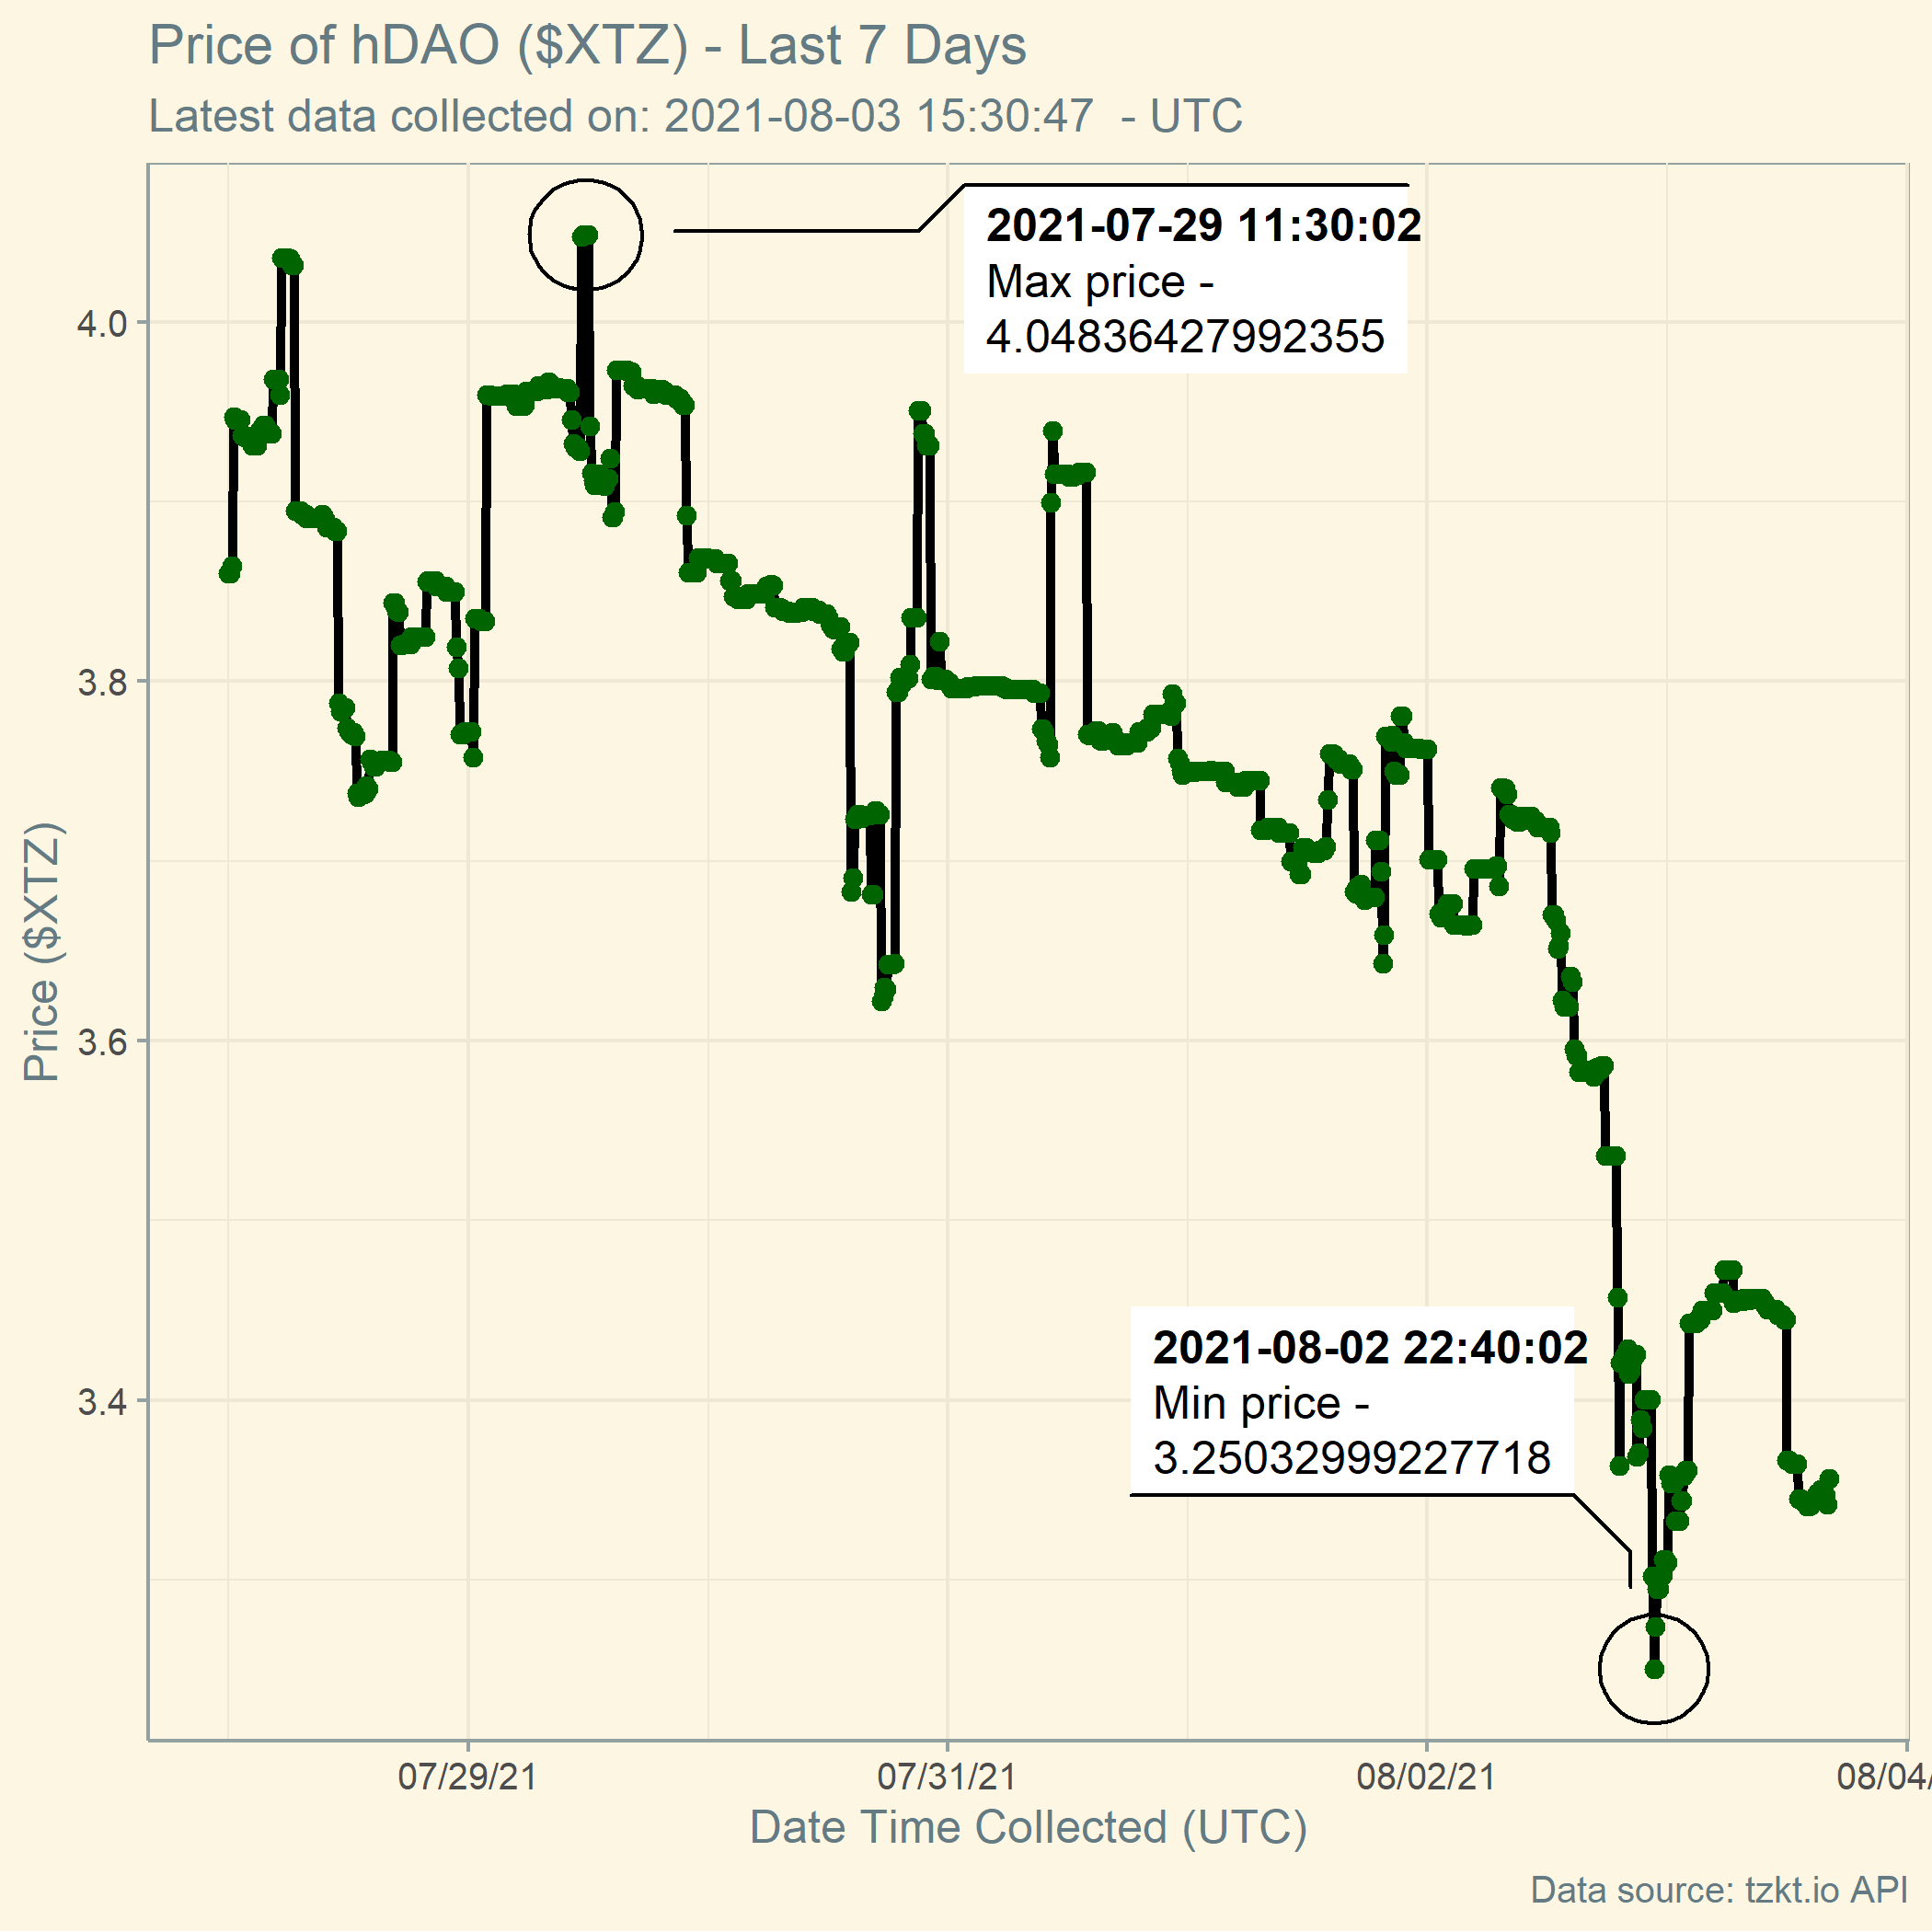 Price of hDAO ($XTZ) - Last 7 Days
Latest data collected on: 2021-08-03 15:30:47  - UTC
2021-07-29 11:30:02
Max price -
4.04836427992355
4.0
3.8
3.6
3.4
Price ($XTZ)
2021-08-02 22:40:02
Min price -
3.25032999227718
07/29/21
07/31/21
08/02/21
08/04/
Date Time Collected (UTC)
Data source: tzkt.io API